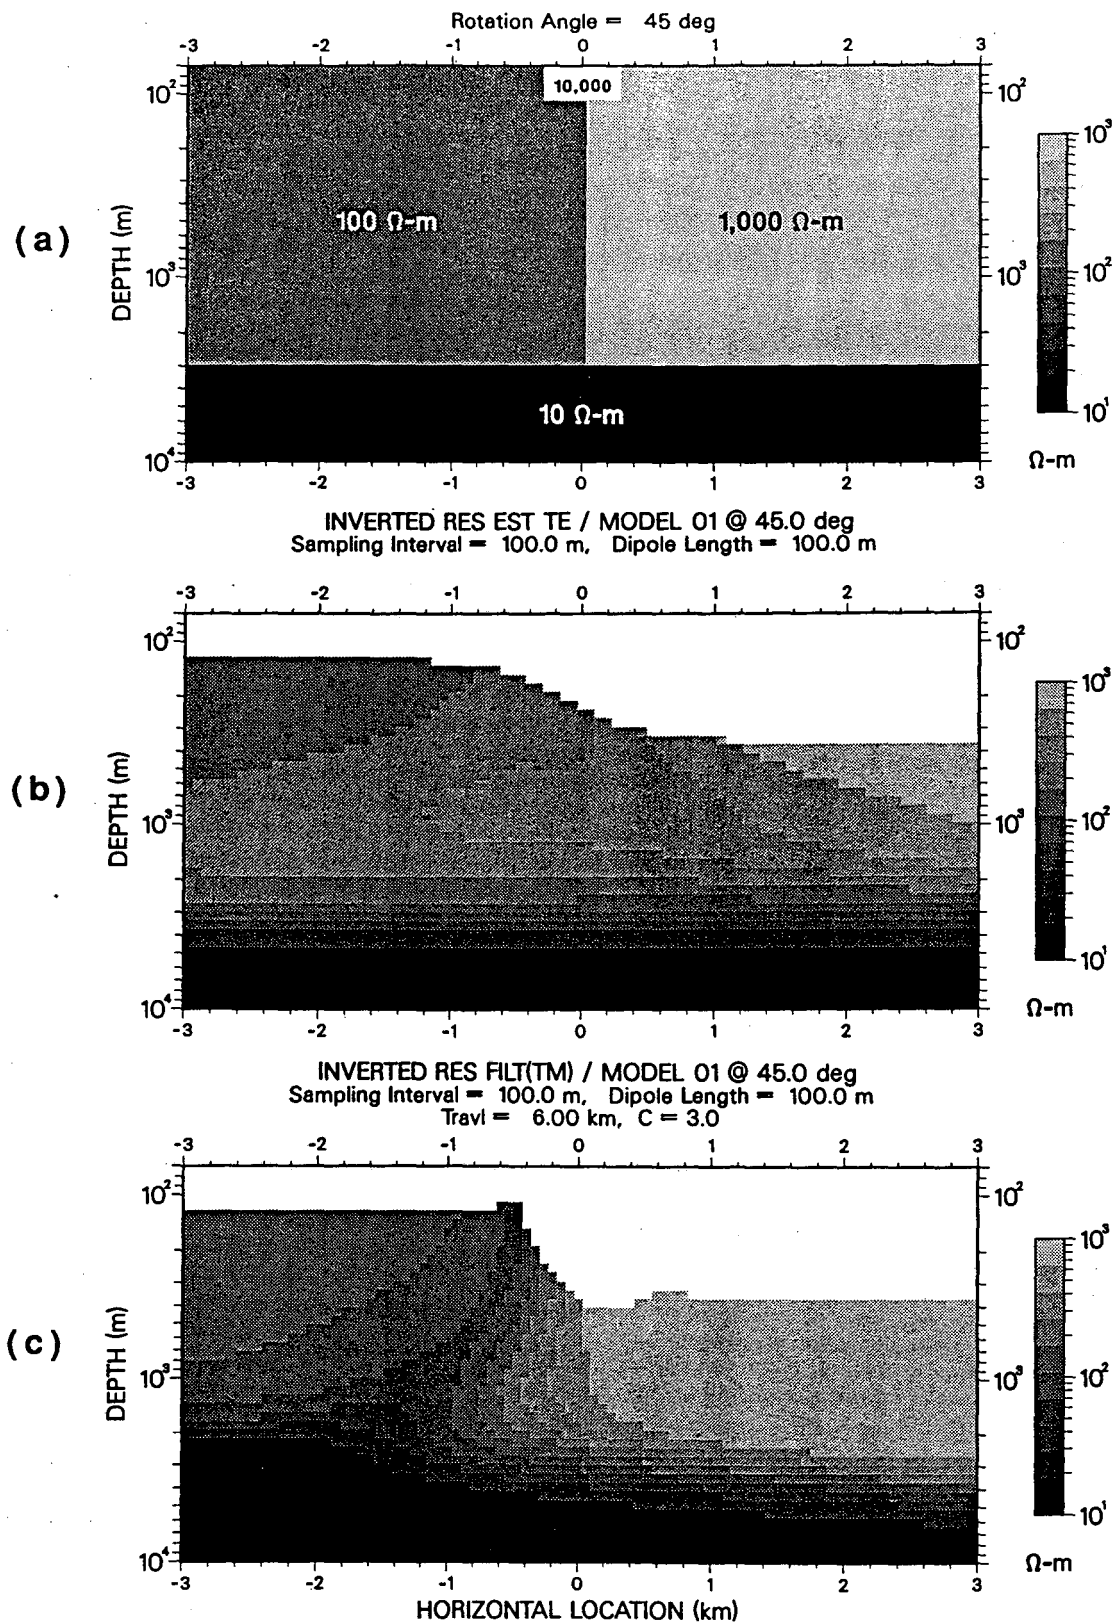 Rotation Angle = 45 deg
-3 -2 -1 0 1 2 3
10,000
10² 10²
10³
100 Ω-m
1,000 Ω-m
(a)
DEPTH (m)
10³ 10³
10²
10 Ω-m
10¹
10⁴
Ω-m
-3 -2 -1 0 1 2 3
INVERTED RES EST TE / MODEL 01 @ 45.0 deg
Sampling Interval = 100.0 m, Dipole Length = 100.0 m
-3 -2 -1 0 1 2 3
10² 10²
10³
(b)
DEPTH (m)
10³ 10³
10²
10¹
10⁴
Ω-m
-3 -2 -1 0 1 2 3
INVERTED RES FILT(TM) / MODEL 01 @ 45.0 deg
Sampling Interval = 100.0 m, Dipole Length = 100.0 m
Travl = 6.00 km, C = 3.0
-3 -2 -1 0 1 2 3
10² 10²
10³
(c)
DEPTH (m)
10³ 10³
10²
10¹
10⁴
Ω-m
-3 -2 -1 0 1 2 3
HORIZONTAL LOCATION (km)